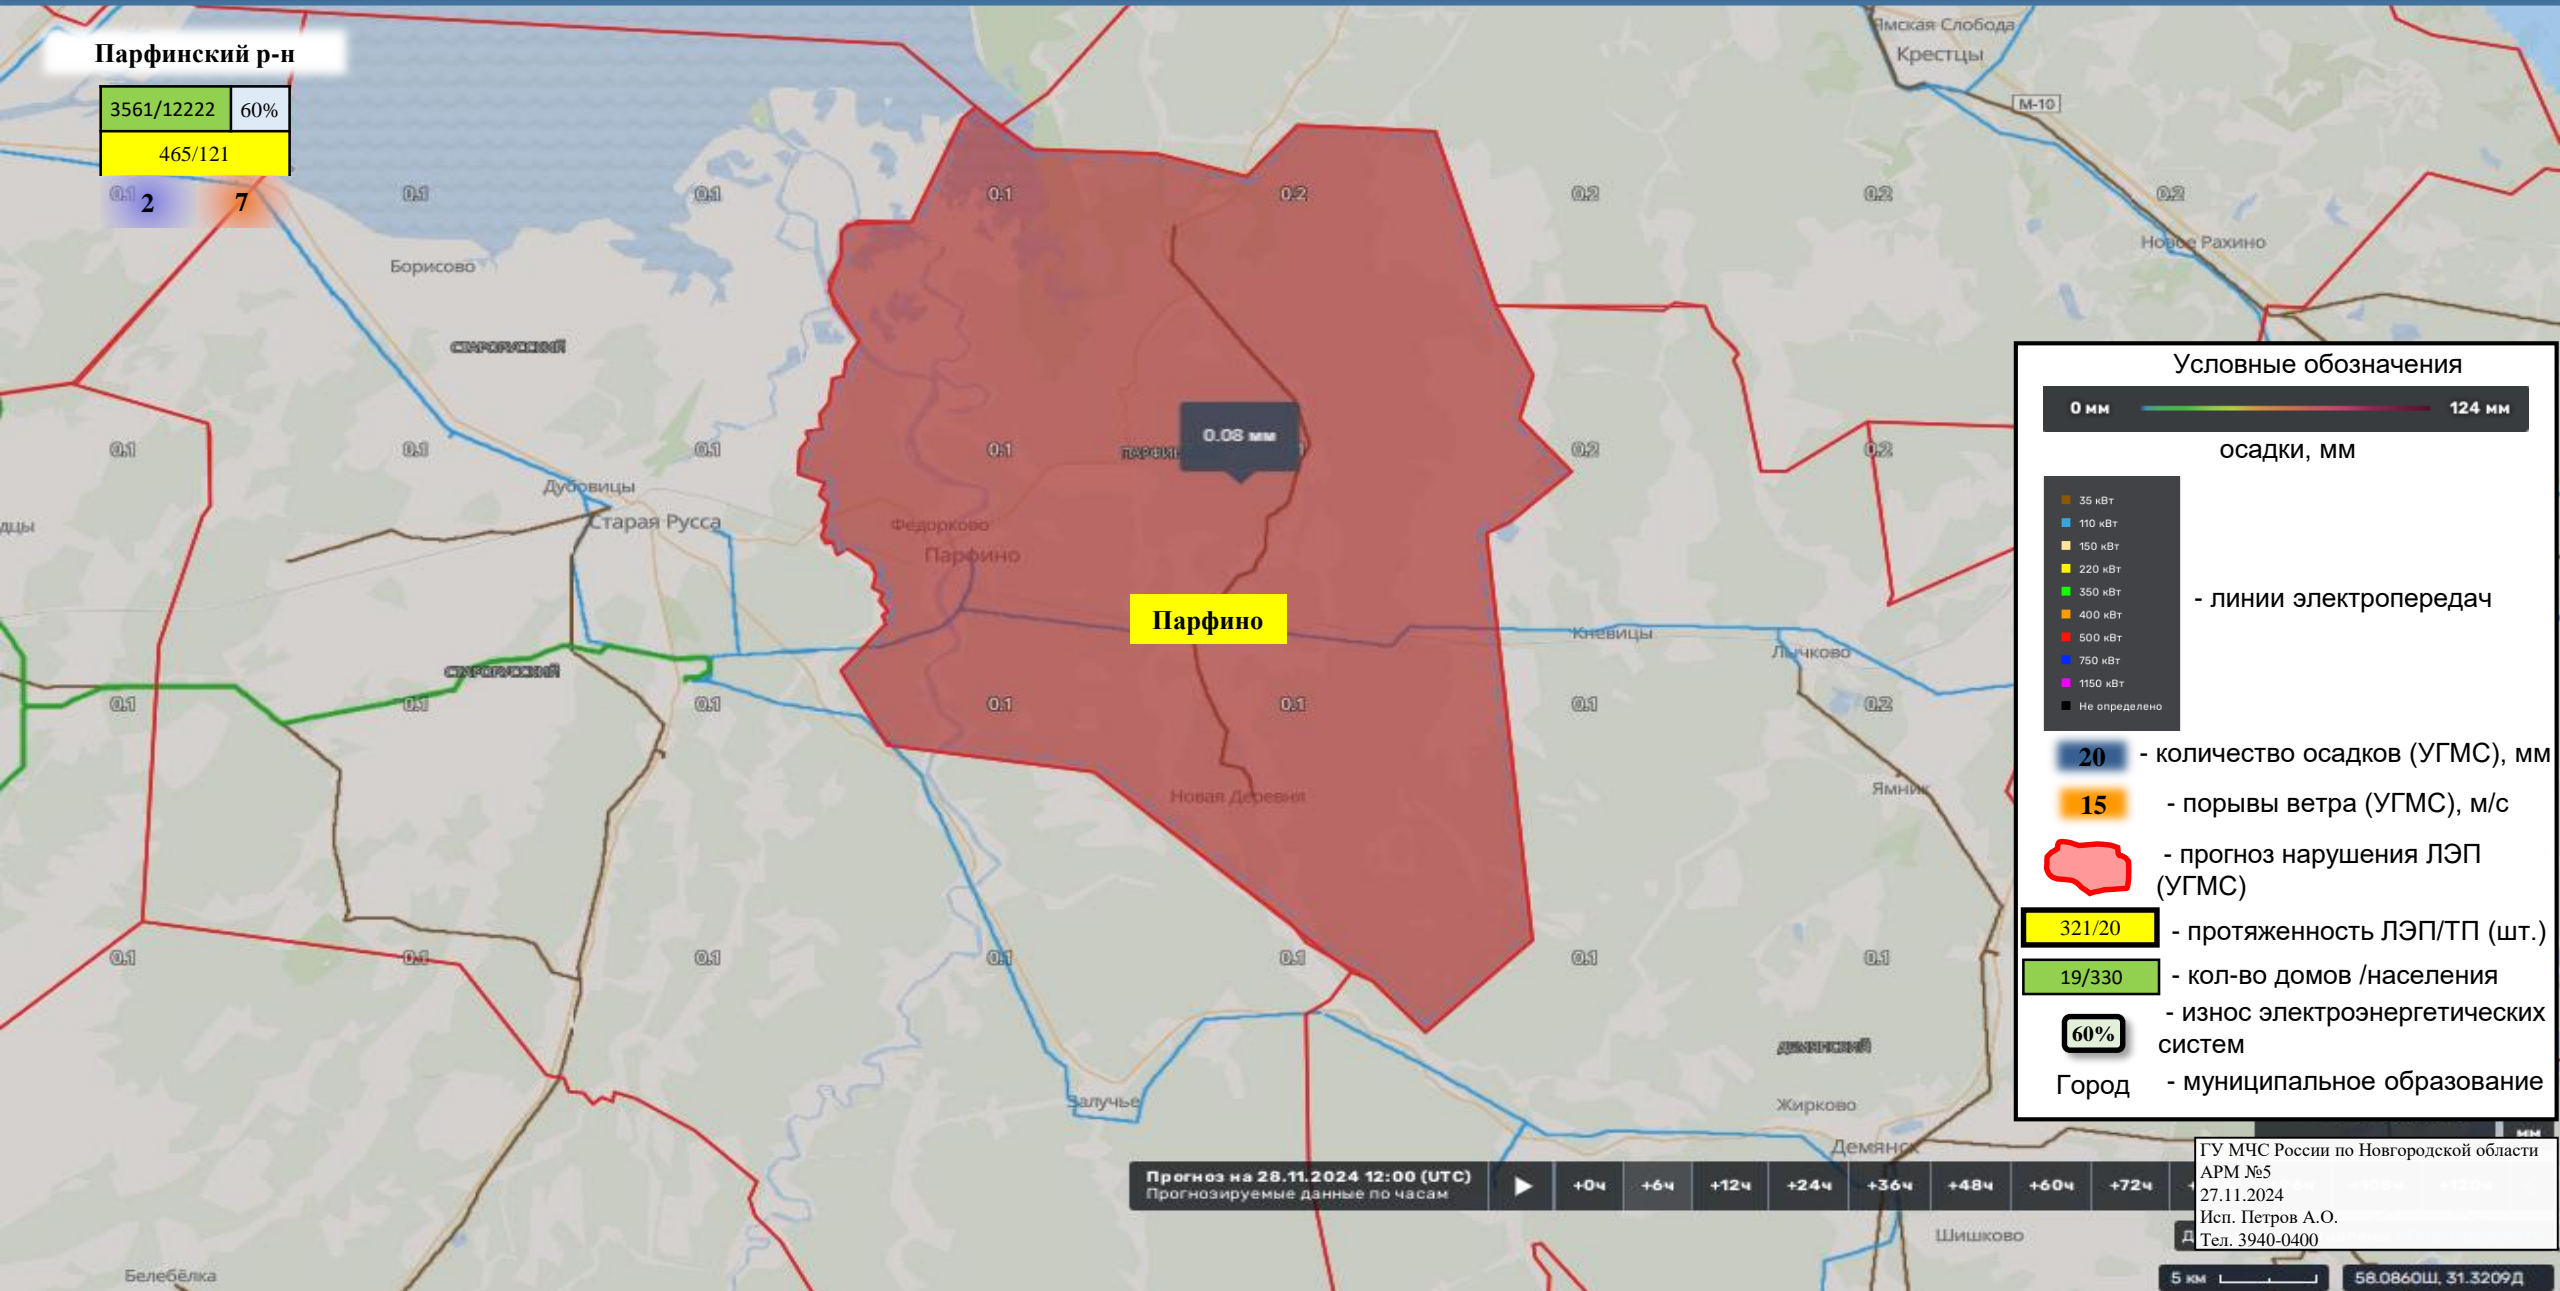 Парфинский р-н
3561/12222 60%
465/121
2 7
Ямская Слобода
Крестцы
М-10
0.1 0.1 0.1 0.1 0.2 0.2 0.2 0.2
Новое Рахино
Борисово
СТАРОРУССКИЙ
0.08 мм
0.1 0.1 0.1 0.1 0.2 0.2
Дубовицы
Старая Русса
дцы
Федорково
Парфино
Парфино
Кневицы
Лычково
СТАРОРУССКИЙ
0.1 0.1 0.1 0.1 0.1 0.1 0.2
Новая Деревня
Ямник
0.1 0.1 0.1 0.1 0.1 0.1 0.1
ДЕМЯНСКИЙ
Залучье
Жирково
Демянск
Шишково
Белебёлка
Условные обозначения
0 мм 124 мм
осадки, мм
35 кВт
110 кВт
150 кВт
220 кВт
350 кВт
400 кВт
500 кВт
750 кВт
1150 кВт
Не определено
- линии электропередач
20 - количество осадков (УГМС), мм
15 - порывы ветра (УГМС), м/с
- прогноз нарушения ЛЭП
(УГМС)
321/20 - протяженность ЛЭП/ТП (шт.)
19/330 - кол-во домов /населения
- износ электроэнергетических
60% систем
Город - муниципальное образование
мм
Прогноз на 28.11.2024 12:00 (UTC)
Прогнозируемые данные по часам
+0ч +6ч +12ч +24ч +36ч +48ч +60ч +72ч
ГУ МЧС России по Новгородской области
АРМ №5
27.11.2024
Исп. Петров А.О.
Тел. 3940-0400
5 км
58.0860Ш, 31.3209Д